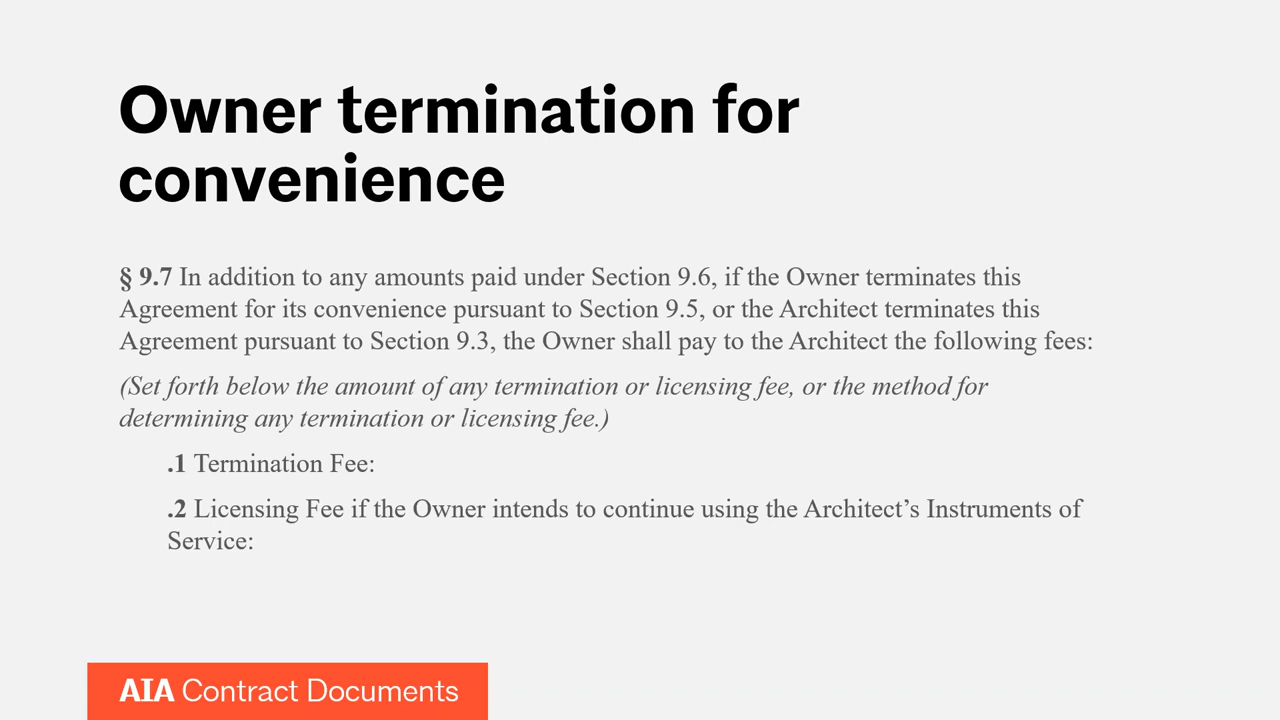 Owner termination for
convenience
§ 9.7 In addition to any amounts paid under Section 9.6, if the Owner terminates this
Agreement for its convenience pursuant to Section 9.5, or the Architect terminates this
Agreement pursuant to Section 9.3, the Owner shall pay to the Architect the following fees:
(Set forth below the amount of any termination or licensing fee, or the method for
determining any termination or licensing fee.)
.1 Termination Fee:
.2 Licensing Fee if the Owner intends to continue using the Architect’s Instruments of
Service:
AIA Contract Documents